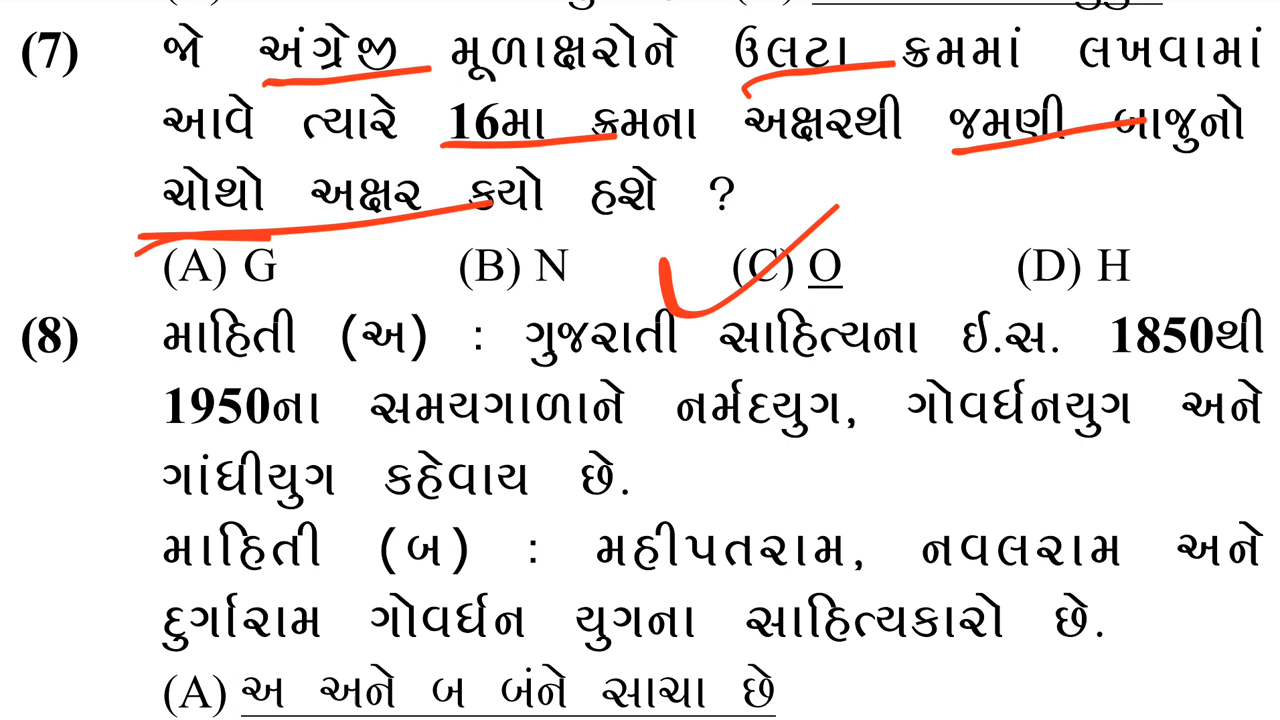 (7) જો અંગ્રેજી મૂળાક્ષરોને ઉલટા ક્રમમાં લખવામાં
આવે ત્યારે 16મા ક્રમના અક્ષરથી જમણી બાજુનો
ચોથો અક્ષર કયો હશે ?
(A) G (B) N (C) O (D) H
(8) માહિતી (અ) : ગુજરાતી સાહિત્યના ઈ.સ. 1850થી
1950ના સમયગાળાને નર્મદયુગ, ગોવર્ધનયુગ અને
ગાંધીયુગ કહેવાય છે.
માહિતી (બ) : મહીપતરામ, નવલરામ અને
દુર્ગારામ ગોવર્ધન યુગના સાહિત્યકારો છે.
(A) અ અને બ બંને સાચા છે